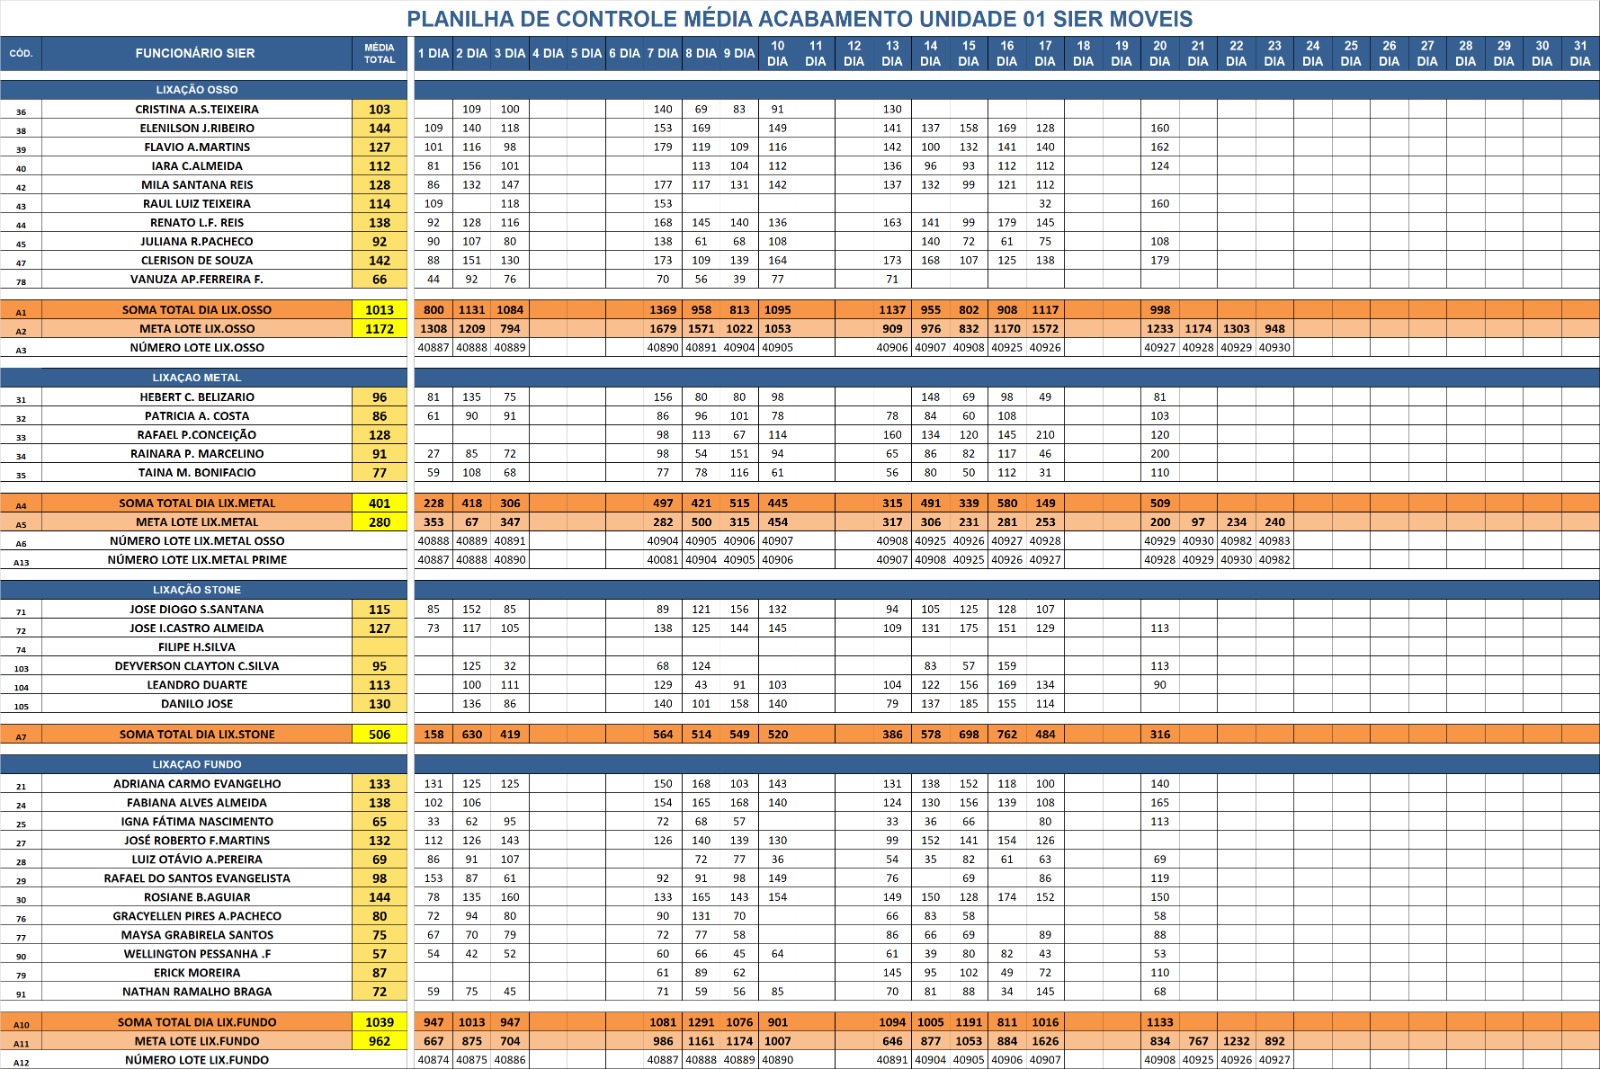 PLANILHA DE CONTROLE MÉDIA ACABAMENTO UNIDADE 01 SIER MOVEIS
CÓD. FUNCIONÁRIO SIER MÉDIA TOTAL 1 DIA 2 DIA 3 DIA 4 DIA 5 DIA 6 DIA 7 DIA 8 DIA 9 DIA 10 DIA 11 DIA 12 DIA 13 DIA 14 DIA 15 DIA 16 DIA 17 DIA 18 DIA 19 DIA 20 DIA 21 DIA 22 DIA 23 DIA 24 DIA 25 DIA 26 DIA 27 DIA 28 DIA 29 DIA 30 DIA 31 DIA
LIXAÇÃO OSSO
36 CRISTINA A.S.TEIXEIRA 103 109 100 140 69 83 91 130
38 ELENILSON J.RIBEIRO 144 109 140 118 153 169 149 141 137 158 169 128 160
39 FLAVIO A.MARTINS 127 101 116 98 179 119 109 116 142 100 132 141 140 162
40 IARA C.ALMEIDA 112 81 156 101 113 104 112 136 96 93 112 112 124
42 MILA SANTANA REIS 128 86 132 147 177 117 131 142 137 132 99 121 112
43 RAUL LUIZ TEIXEIRA 114 109 118 153 32 160
44 RENATO L.F. REIS 138 92 128 116 168 145 140 136 163 141 99 179 145
45 JULIANA R.PACHECO 92 90 107 80 138 61 68 108 140 72 61 75 108
47 CLERISON DE SOUZA 142 88 151 130 173 109 139 164 173 168 107 125 138 179
78 VANUZA AP.FERREIRA F. 66 44 92 76 70 56 39 77 71
A1 SOMA TOTAL DIA LIX.OSSO 1013 800 1131 1084 1369 958 813 1095 1137 955 802 908 1117 998
A2 META LOTE LIX.OSSO 1172 1308 1209 794 1679 1571 1022 1053 909 976 832 1170 1572 1233 1174 1303 948
A3 NÚMERO LOTE LIX.OSSO 40887 40888 40889 40890 40891 40904 40905 40906 40907 40908 40925 40926 40927 40928 40929 40930
LIXAÇAO METAL
31 HEBERT C. BELIZARIO 96 81 135 75 156 80 80 98 148 69 98 49 81
32 PATRICIA A. COSTA 86 61 90 91 86 96 101 78 78 84 60 108 103
33 RAFAEL P.CONCEIÇÃO 128 98 113 67 114 160 134 120 145 210 120
34 RAINARA P. MARCELINO 91 27 85 72 98 54 151 94 65 86 82 117 46 200
35 TAINA M. BONIFACIO 77 59 108 68 77 78 116 61 56 80 50 112 31 110
A4 SOMA TOTAL DIA LIX.METAL 401 228 418 306 497 421 515 445 315 491 339 580 149 509
A5 META LOTE LIX.METAL 280 353 67 347 282 500 315 454 317 306 231 281 253 200 97 234 240
A6 NÚMERO LOTE LIX.METAL OSSO 40888 40889 40891 40904 40905 40906 40907 40908 40925 40926 40927 40928 40929 40930 40982 40983
A13 NÚMERO LOTE LIX.METAL PRIME 40887 40888 40890 40081 40904 40905 40906 40907 40908 40925 40926 40927 40928 40929 40930 40982
LIXAÇÃO STONE
71 JOSE DIOGO S.SANTANA 115 85 152 85 89 121 156 132 94 105 125 128 107
72 JOSE I.CASTRO ALMEIDA 127 73 117 105 138 125 144 145 109 131 175 151 129 113
74 FILIPE H.SILVA
103 DEYVERSON CLAYTON C.SILVA 95 125 32 68 124 83 57 159 113
104 LEANDRO DUARTE 113 100 111 129 43 91 103 104 122 156 169 134 90
105 DANILO JOSE 130 136 86 140 101 158 140 79 137 185 155 114
A7 SOMA TOTAL DIA LIX.STONE 506 158 630 419 564 514 549 520 386 578 698 762 484 316
LIXAÇAO FUNDO
21 ADRIANA CARMO EVANGELHO 133 131 125 125 150 168 103 143 131 138 152 118 100 140
24 FABIANA ALVES ALMEIDA 138 102 106 154 165 168 140 124 130 156 139 108 165
25 IGNA FÁTIMA NASCIMENTO 65 33 62 95 72 68 57 33 36 66 80 113
27 JOSÉ ROBERTO F.MARTINS 132 112 126 143 126 140 139 130 99 152 141 154 126
28 LUIZ OTÁVIO A.PEREIRA 69 86 91 107 72 77 36 54 35 82 61 63 69
29 RAFAEL DO SANTOS EVANGELISTA 98 153 87 61 92 91 98 149 76 69 86 119
30 ROSIANE B.AGUIAR 144 78 135 160 133 165 143 154 149 150 128 174 152 150
76 GRACYELLEN PIRES A.PACHECO 80 72 94 80 90 131 70 66 83 58 58
77 MAYSA GRABIRELA SANTOS 75 67 70 79 72 77 58 86 66 69 89 88
90 WELLINGTON PESSANHA .F 57 54 42 52 60 66 45 64 61 39 80 82 43 53
79 ERICK MOREIRA 87 61 89 62 145 95 102 49 72 110
91 NATHAN RAMALHO BRAGA 72 59 75 45 71 59 56 85 70 81 88 34 145 68
A10 SOMA TOTAL DIA LIX.FUNDO 1039 947 1013 947 1081 1291 1076 901 1094 1005 1191 811 1016 1133
A11 META LOTE LIX.FUNDO 962 667 875 704 986 1161 1174 1007 646 877 1053 884 1626 834 767 1232 892
A12 NÚMERO LOTE LIX.FUNDO 40874 40875 40886 40887 40888 40889 40890 40891 40904 40905 40906 40907 40908 40925 40926 40927